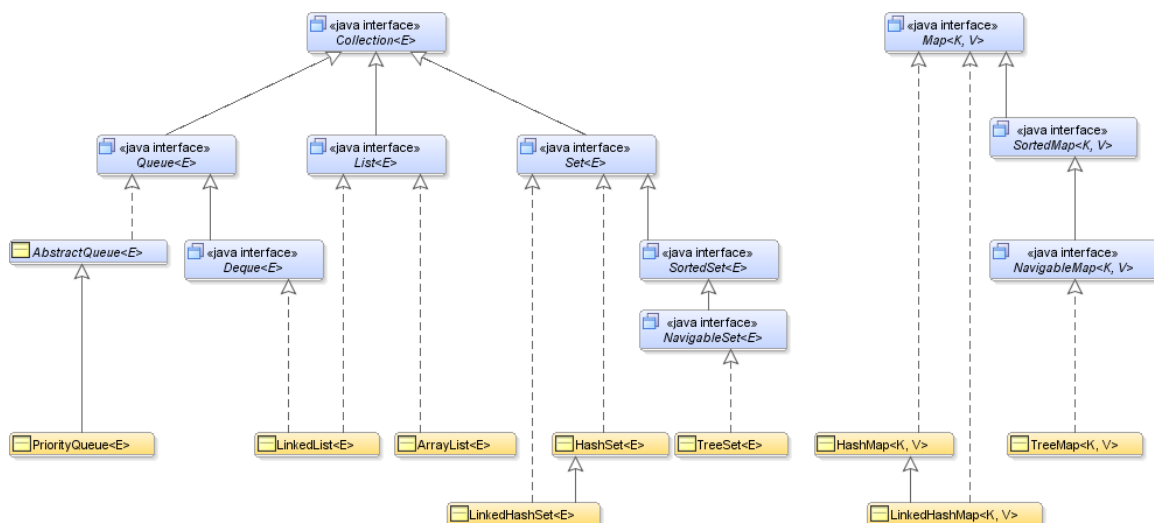 «java interface»
Collection<E>
«java interface»
Map<K, V>
«java interface»
Queue<E>
«java interface»
List<E>
«java interface»
Set<E>
«java interface»
SortedMap<K, V>
AbstractQueue<E>
«java interface»
Deque<E>
«java interface»
SortedSet<E>
«java interface»
NavigableMap<K, V>
«java interface»
NavigableSet<E>
PriorityQueue<E>
LinkedList<E>
ArrayList<E>
HashSet<E>
TreeSet<E>
HashMap<K, V>
TreeMap<K, V>
LinkedHashSet<E>
LinkedHashMap<K, V>